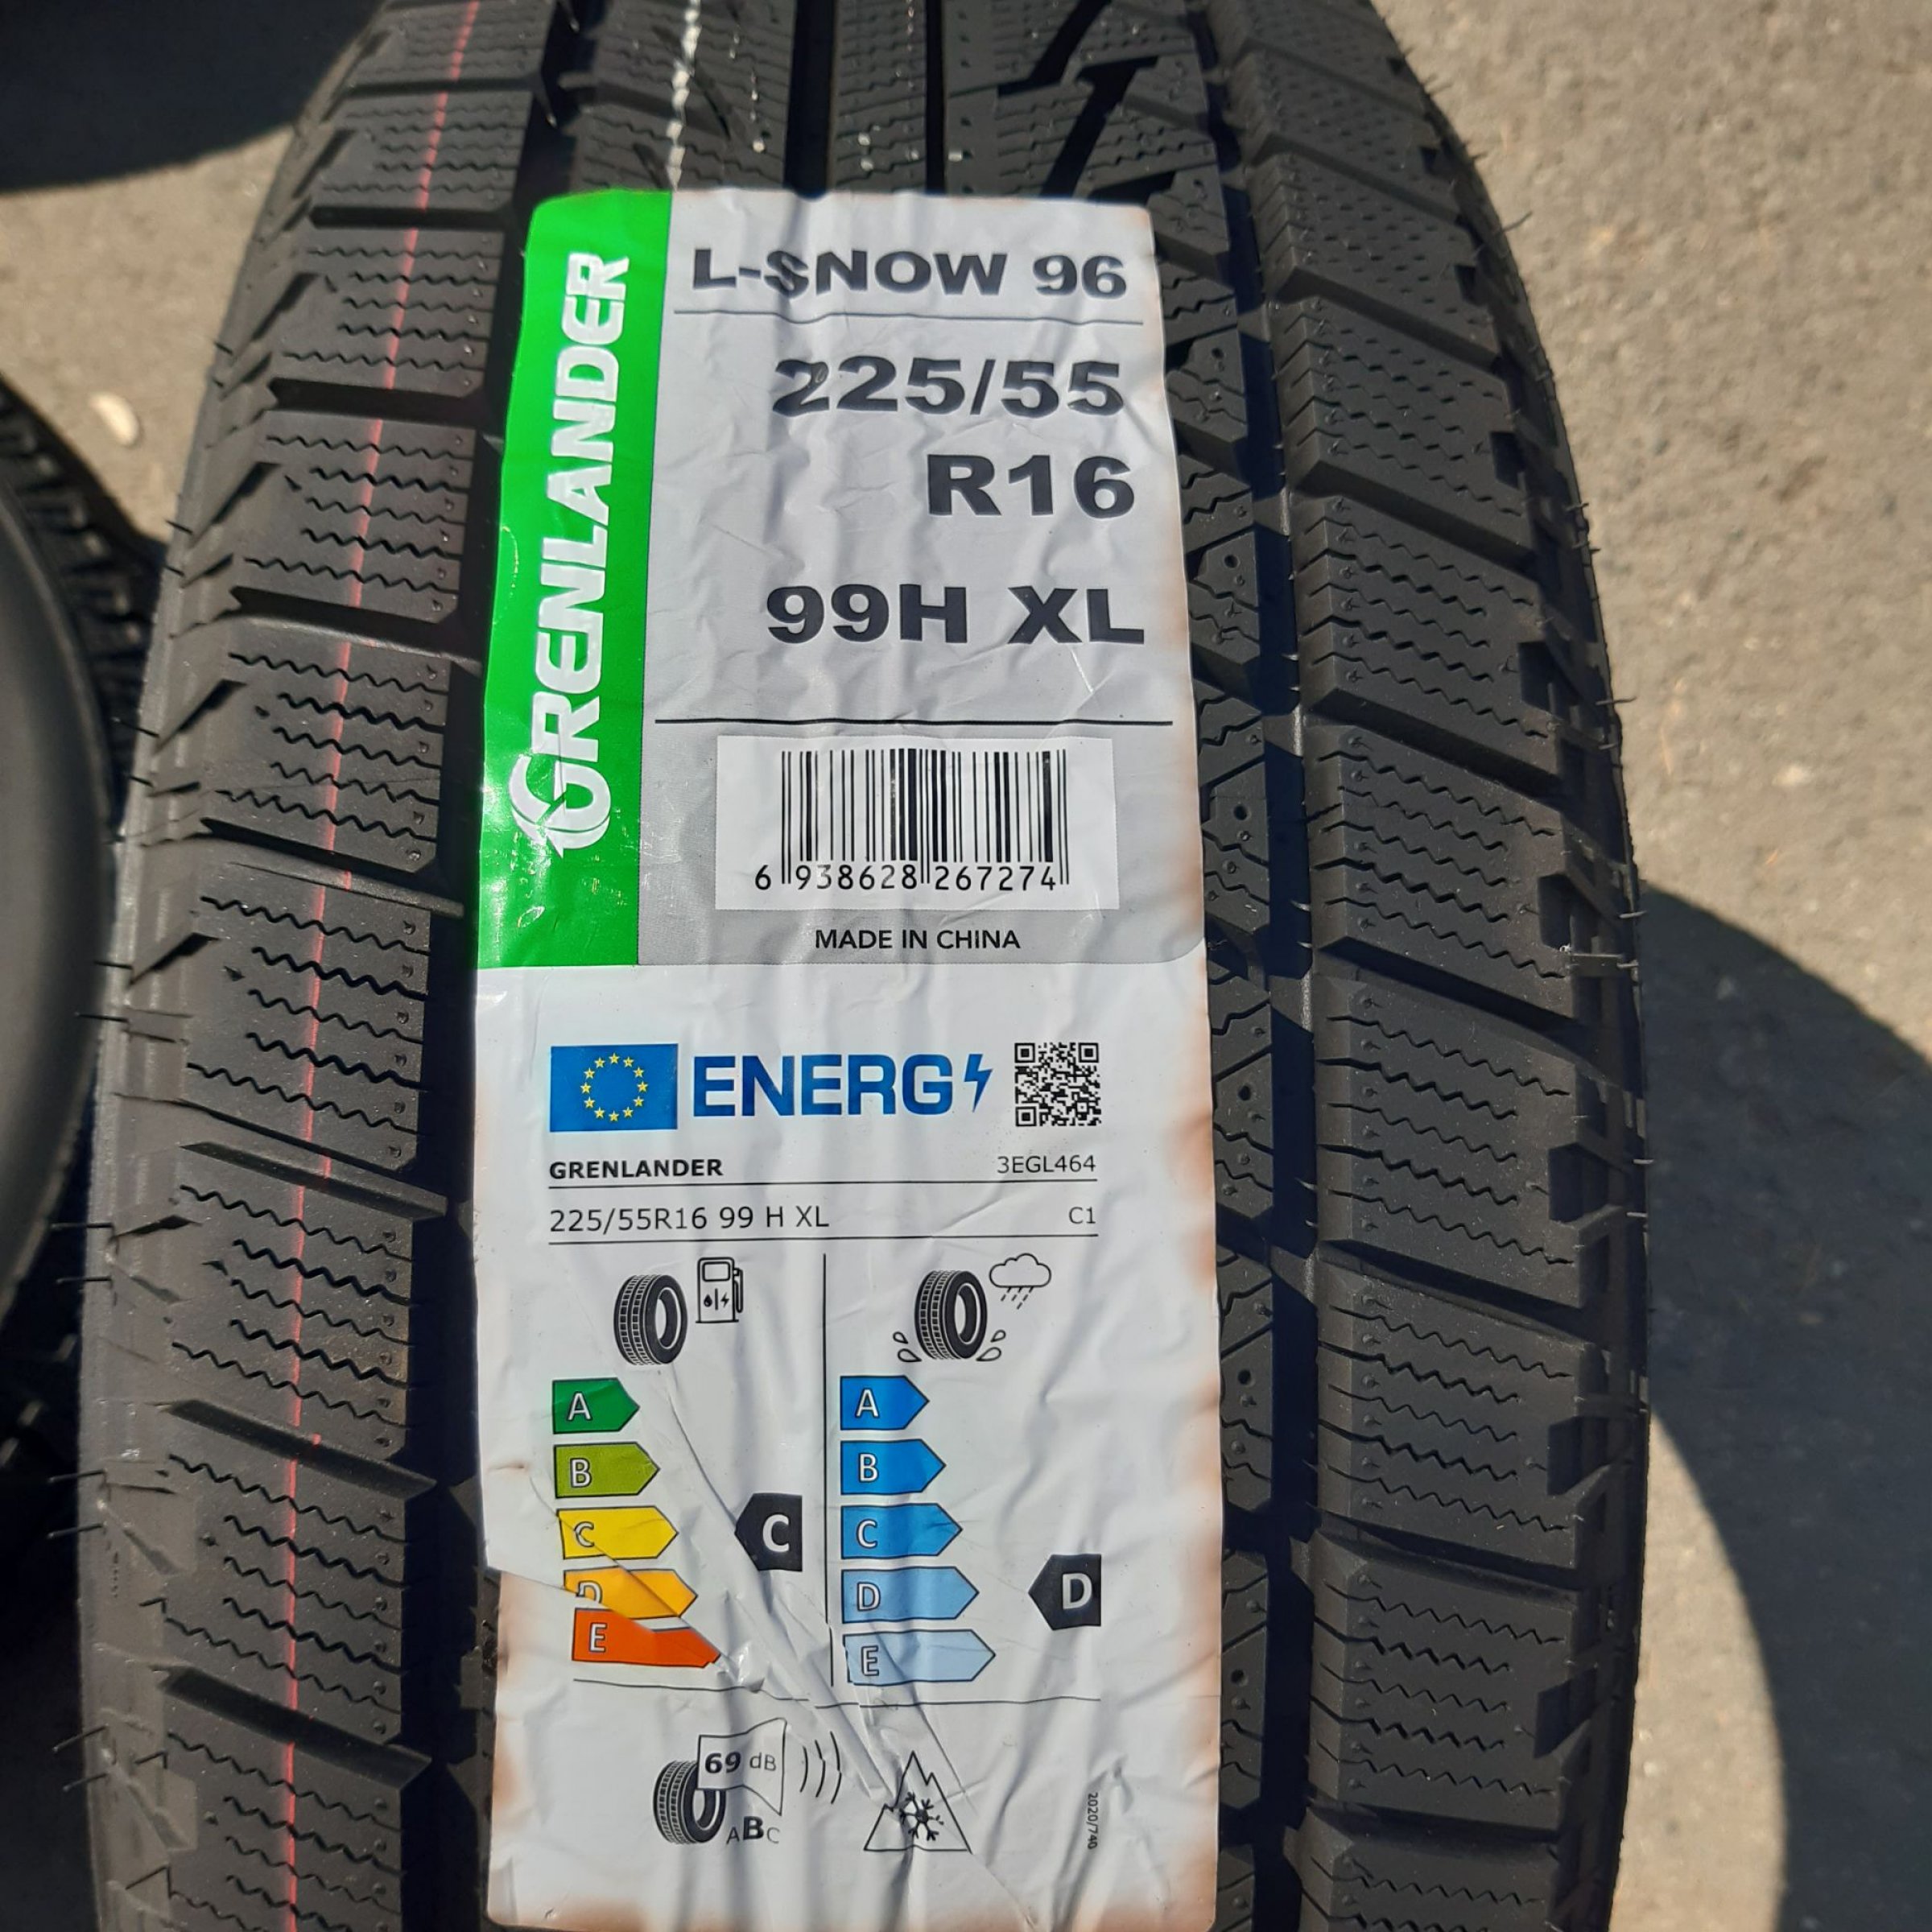 GRENLANDER
L-SNOW 96
225/55
R16
99H XL
6 938628 267274
MADE IN CHINA
ENERG
GRENLANDER 3EGL464
225/55R16 99 H XL C1
A A
B B
C C C
D D D
E E
69 dB
ABC
2020/740